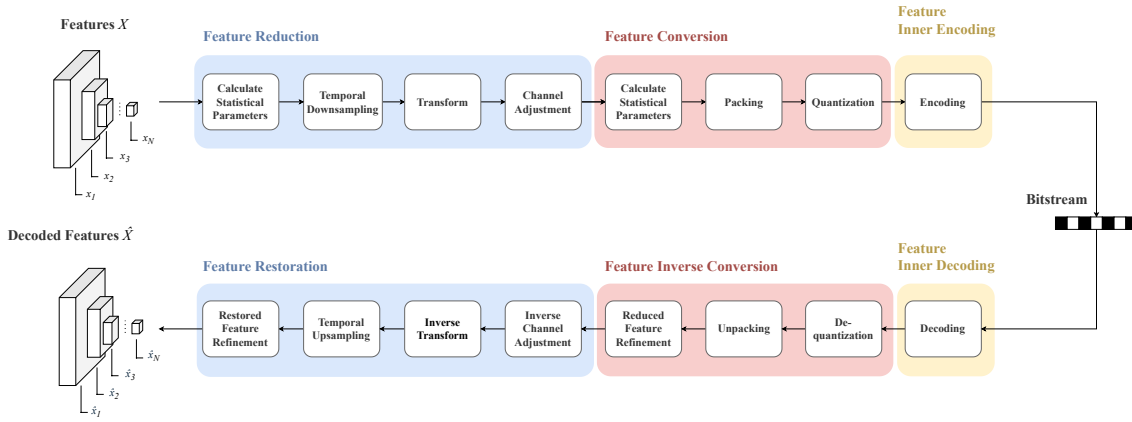 Features X
Feature Reduction
Feature Conversion
Feature
Inner Encoding
Calculate
Statistical
Parameters
Temporal
Downsampling
Transform
Channel
Adjustment
Calculate
Statistical
Parameters
Packing
Quantization
Encoding
x_N
x_3
x_2
x_1
Bitstream
Decoded Features X̂
Feature Restoration
Feature Inverse Conversion
Feature
Inner Decoding
Restored
Feature
Refinement
Temporal
Upsampling
Inverse
Transform
Inverse
Channel
Adjustment
Reduced
Feature
Refinement
Unpacking
De-
quantization
Decoding
x̂_N
x̂_3
x̂_2
x̂_1